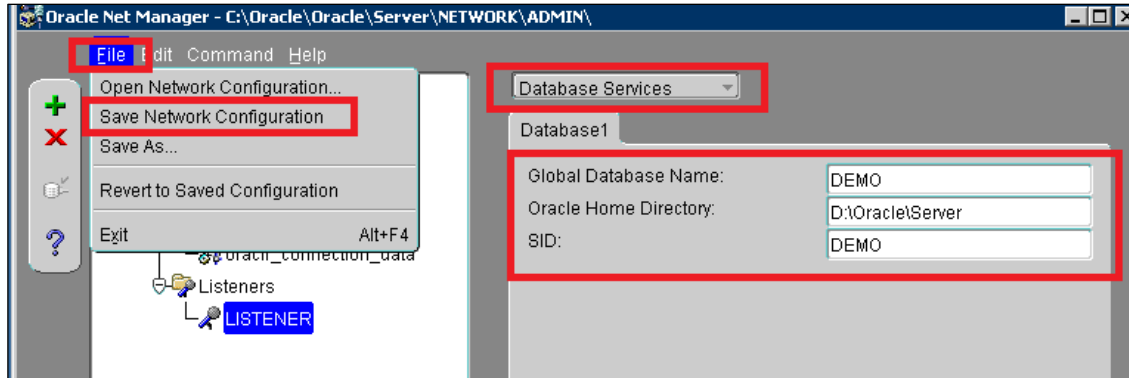 Oracle Net Manager - C:\Oracle\Oracle\Server\NETWORK\ADMIN\
File Edit Command Help
Open Network Configuration...
Save Network Configuration
Save As...
Revert to Saved Configuration
Exit Alt+F4
Listeners
LISTENER
Database Services
Database1
Global Database Name: DEMO
Oracle Home Directory: D:\Oracle\Server
SID: DEMO